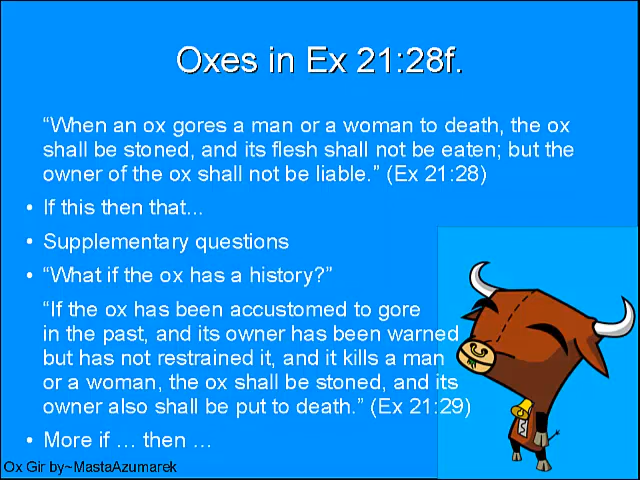 Oxes in Ex 21:28f.
“When an ox gores a man or a woman to death, the ox
shall be stoned, and its flesh shall not be eaten; but the
owner of the ox shall not be liable.” (Ex 21:28)
• If this then that...
• Supplementary questions
• “What if the ox has a history?”
“If the ox has been accustomed to gore
in the past, and its owner has been warned
but has not restrained it, and it kills a man
or a woman, the ox shall be stoned, and its
owner also shall be put to death.” (Ex 21:29)
• More if … then …
Ox Gir by~MastaAzumarek